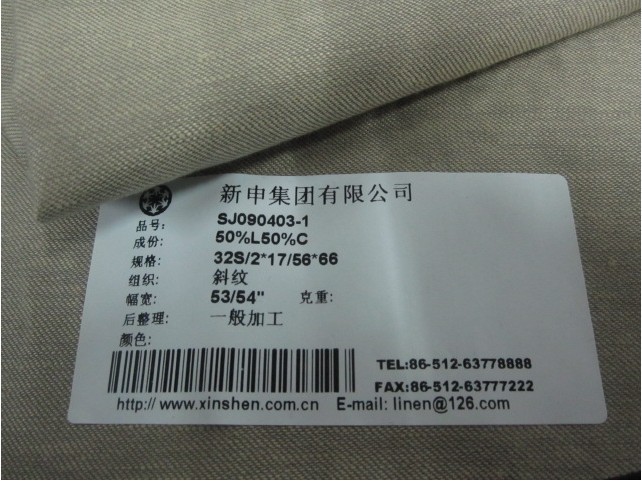 新申集团有限公司
品号: SJ090403-1
成份: 50%L50%C
规格: 32S/2*17/56*66
组织: 斜纹
幅宽: 53/54" 克重:
后整理: 一般加工
颜色:
TEL:86-512-63778888
FAX:86-512-63777222
http://www.xinshen.com.cn E-mail: linen@126.com